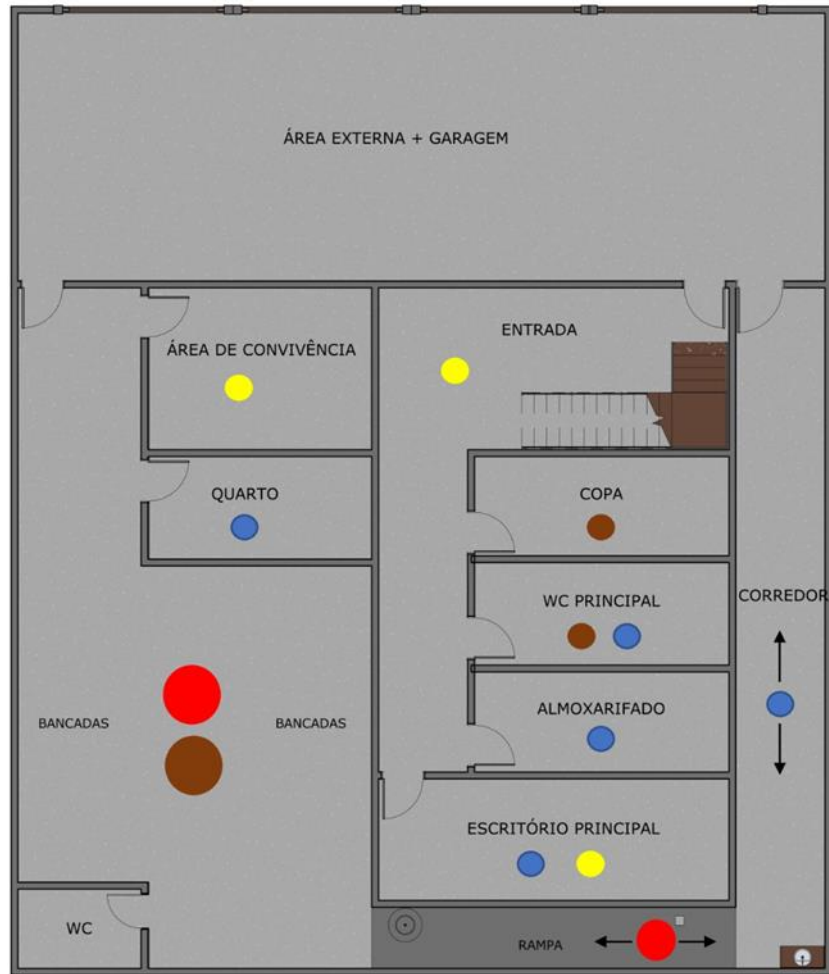 ÁREA EXTERNA + GARAGEM
ENTRADA
ÁREA DE CONVIVÊNCIA
QUARTO
COPA
WC PRINCIPAL
CORREDOR
BANCADAS
BANCADAS
ALMOXARIFADO
ESCRITÓRIO PRINCIPAL
WC
RAMPA